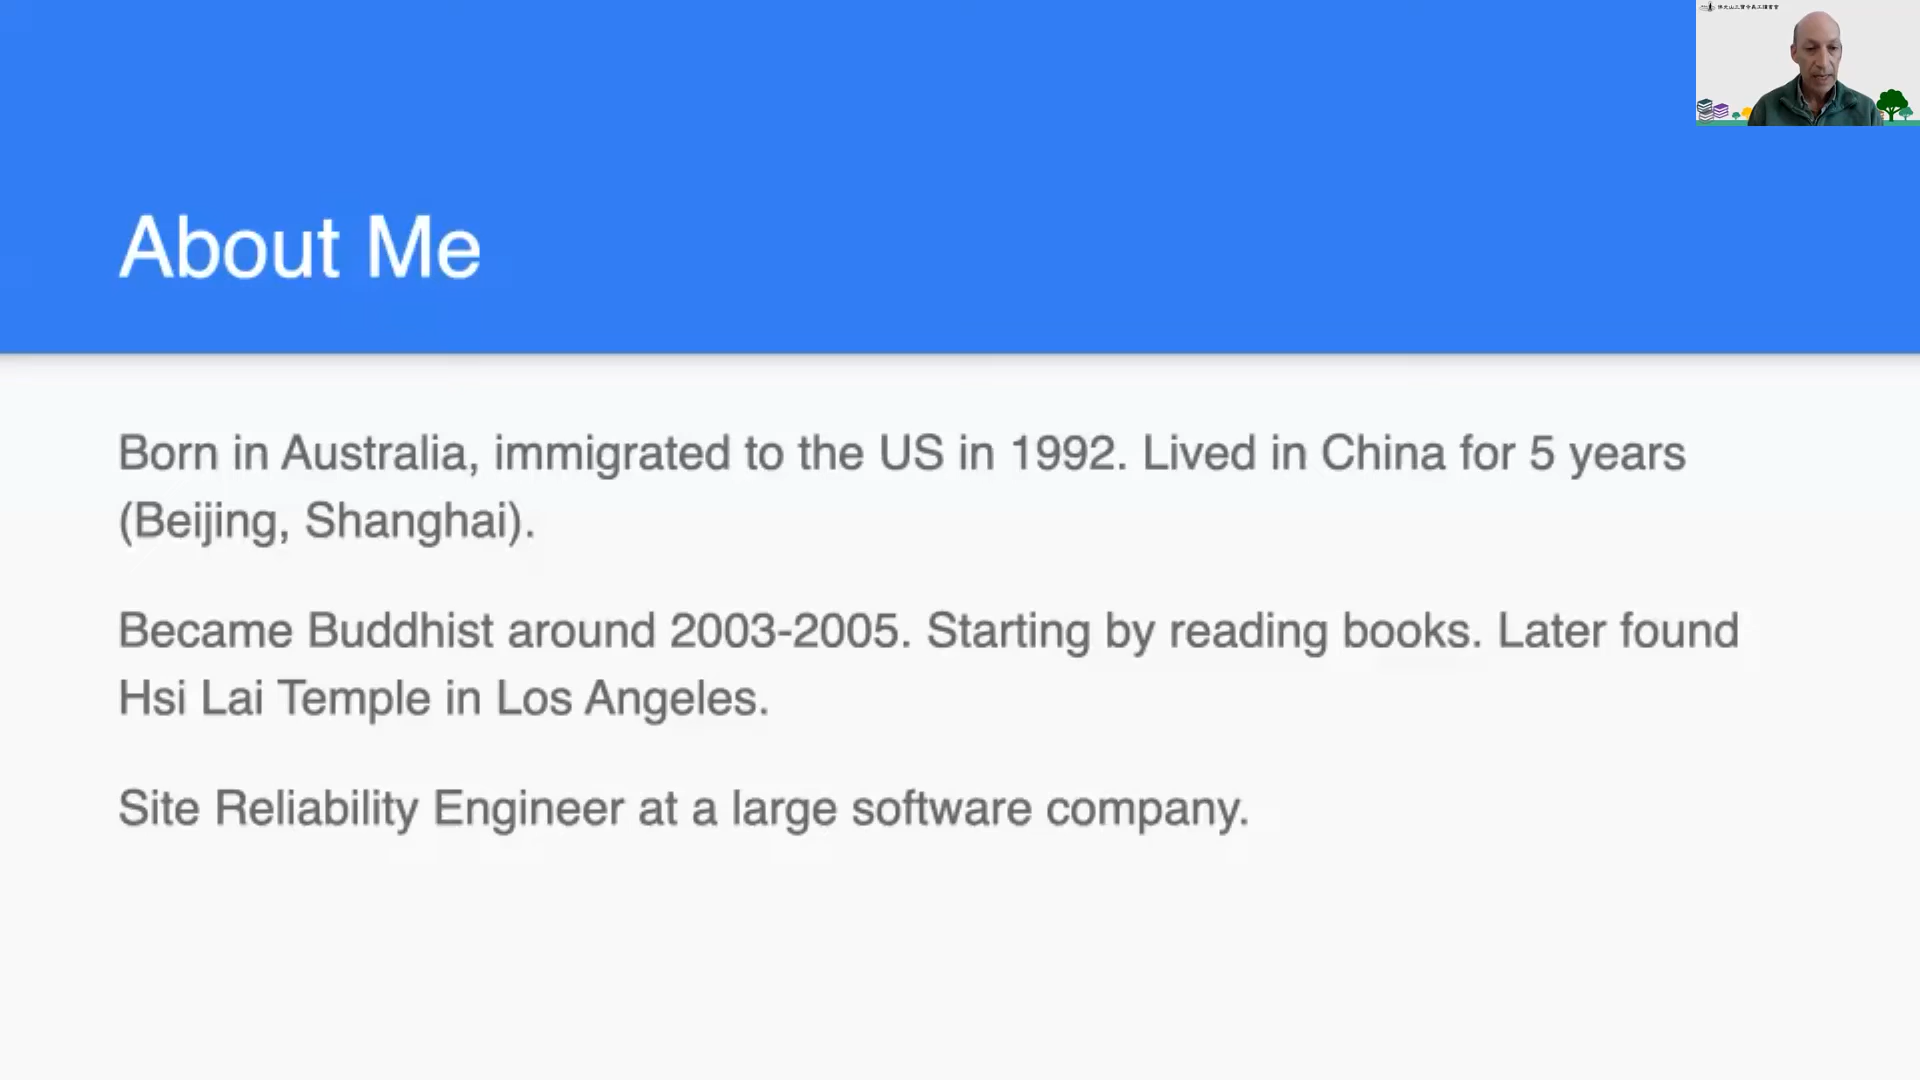 About Me
Born in Australia, immigrated to the US in 1992. Lived in China for 5 years
(Beijing, Shanghai).
Became Buddhist around 2003-2005. Starting by reading books. Later found
Hsi Lai Temple in Los Angeles.
Site Reliability Engineer at a large software company.